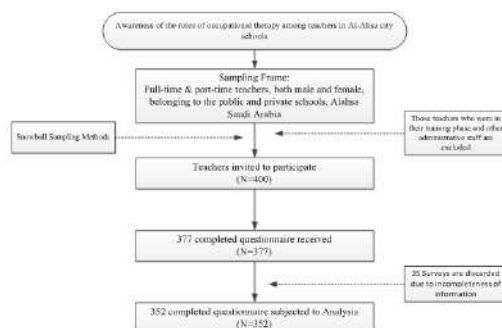 Awareness of the roles of occupational therapy among teachers in Al-Ahsa city
schools
Sampling Frame:
Full-time & part-time teachers, both male and female,
belonging to the public and private schools, Alahsa
Saudi Arabia
Snowball Sampling Methods
Those teachers who were in
their training phase and other
administrative staff are
excluded
Teachers invited to participate
(N=400)
377 completed questionnaire received
(N=377)
25 Surveys are discarded
due to incompleteness of
information
352 completed questionnaire subjected to Analysis
(N=352)